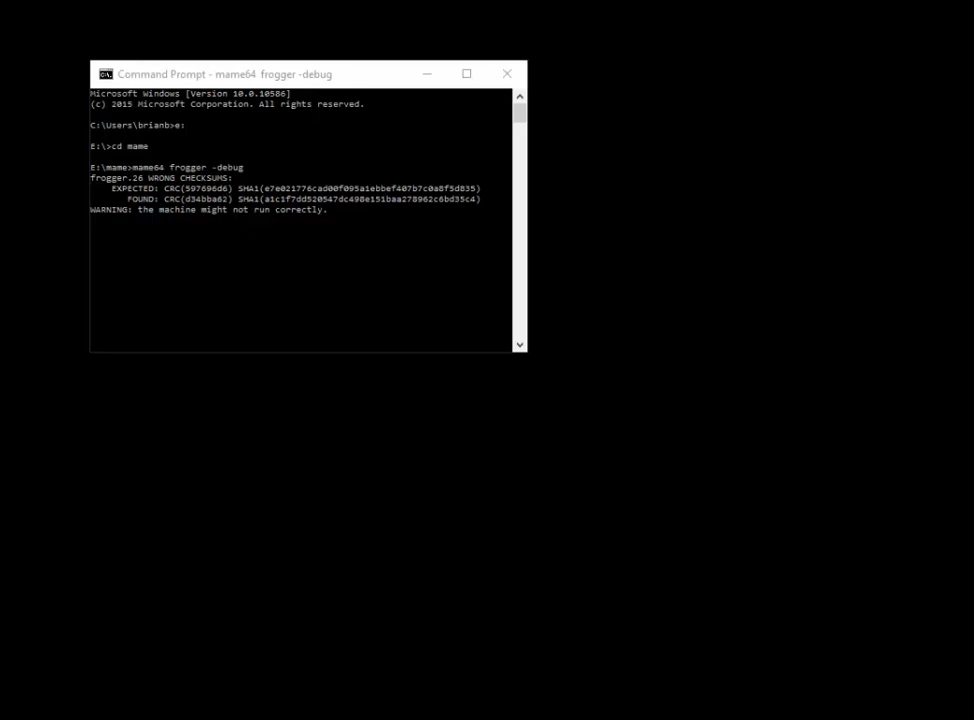 Command Prompt - mame64 frogger -debug
Microsoft Windows [Version 10.0.10586]
(c) 2015 Microsoft Corporation. All rights reserved.
C:\Users\brianb>e:
E:\>cd mame
E:\mame>mame64 frogger -debug
frogger.26 WRONG CHECKSUMS:
EXPECTED: CRC(597696d6) SHA1(e7e021776cad00f095a1ebbef407b7c0a8f5d835)
FOUND: CRC(d34bba62) SHA1(a1c1f7dd520547dc498e151baa278962c6bd35c4)
WARNING: the machine might not run correctly.